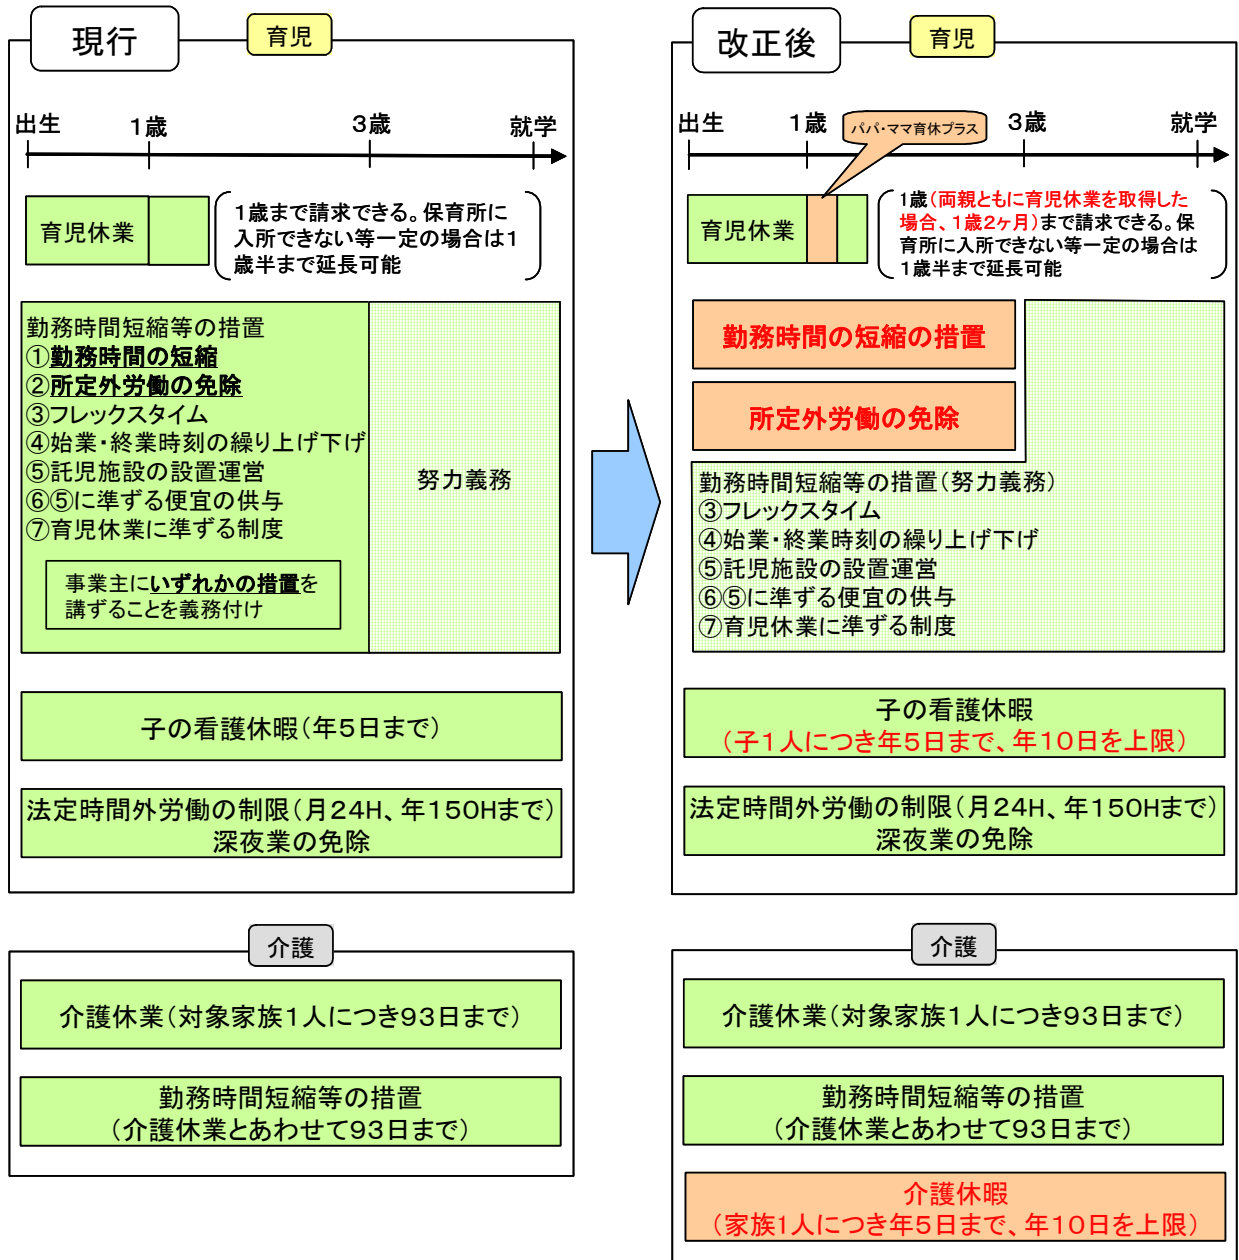 現行
育児
出生
1歳
3歳
就学
育児休業
1歳まで請求できる。保育所に
入所できない等一定の場合は1
歳半まで延長可能
勤務時間短縮等の措置
①勤務時間の短縮
②所定外労働の免除
③フレックスタイム
④始業・終業時刻の繰り上げ下げ
⑤託児施設の設置運営
⑥⑤に準ずる便宜の供与
⑦育児休業に準ずる制度
事業主にいずれかの措置を
講ずることを義務付け
努力義務
子の看護休暇(年5日まで)
法定時間外労働の制限(月24H、年150Hまで)
深夜業の免除
介護
介護休業(対象家族1人につき93日まで)
勤務時間短縮等の措置
(介護休業とあわせて93日まで)
改正後
育児
出生
1歳
パパ・ママ育休プラス
3歳
就学
育児休業
1歳(両親ともに育児休業を取得した
場合、1歳2ヶ月)まで請求できる。保
育所に入所できない等一定の場合は
1歳半まで延長可能
勤務時間の短縮の措置
所定外労働の免除
勤務時間短縮等の措置(努力義務)
③フレックスタイム
④始業・終業時刻の繰り上げ下げ
⑤託児施設の設置運営
⑥⑤に準ずる便宜の供与
⑦育児休業に準ずる制度
子の看護休暇
(子1人につき年5日まで、年10日を上限)
法定時間外労働の制限(月24H、年150Hまで)
深夜業の免除
介護
介護休業(対象家族1人につき93日まで)
勤務時間短縮等の措置
(介護休業とあわせて93日まで)
介護休暇
(家族1人につき年5日まで、年10日を上限)